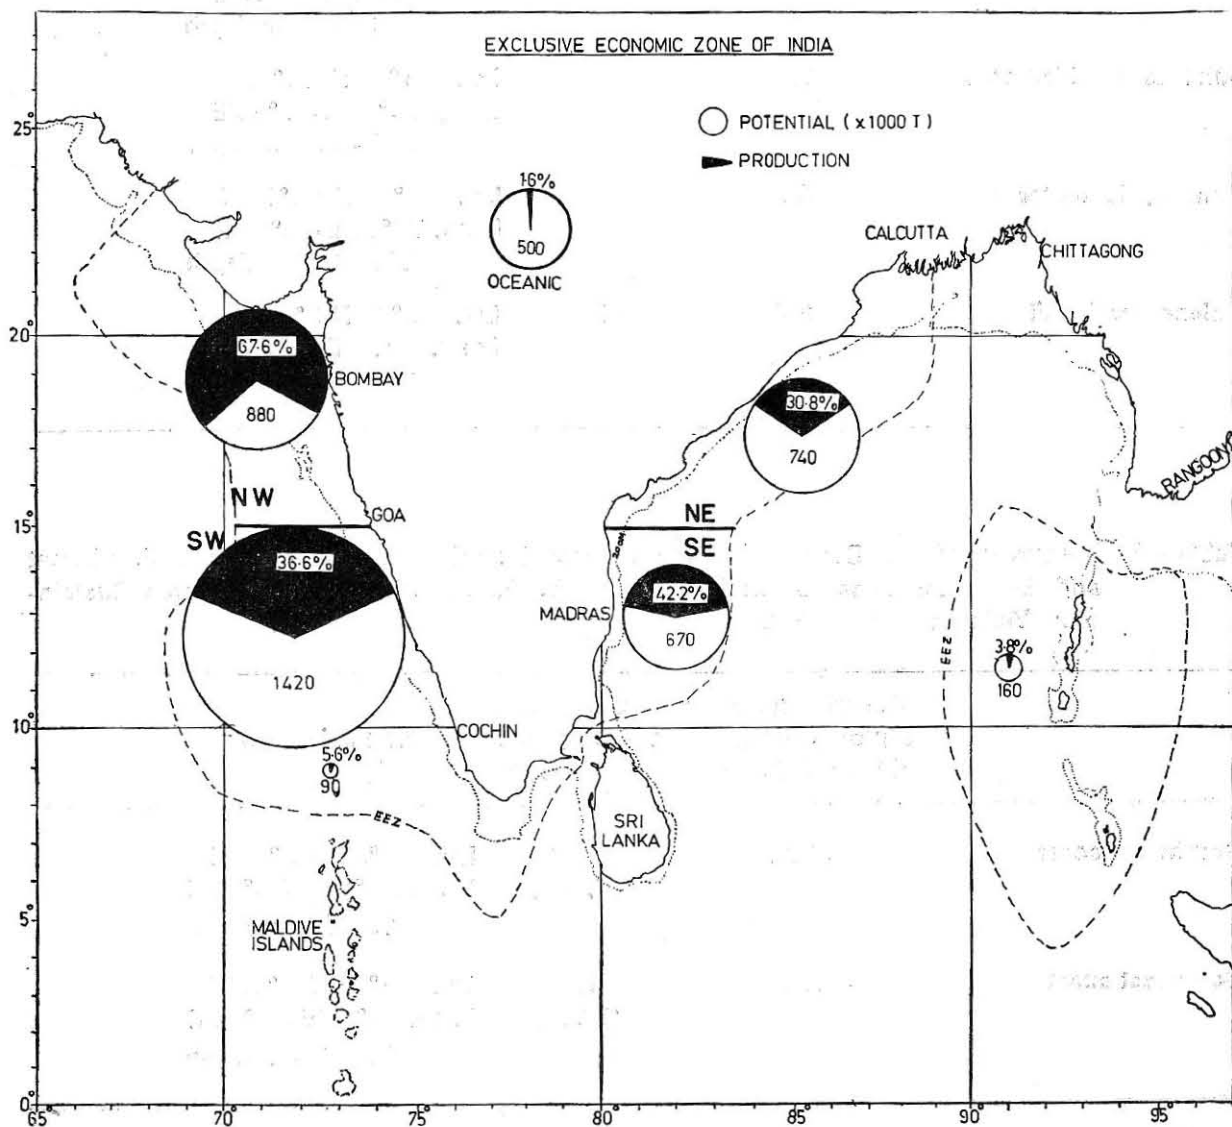 EXCLUSIVE ECONOMIC ZONE OF INDIA
POTENTIAL (x1000 T)
PRODUCTION
25°
20°
15°
10°
5°
0°
65°
70°
80°
85°
90°
95°
1·6%
500
OCEANIC
CALCUTTA
CHITTAGONG
67·6%
880
BOMBAY
30·8%
740
RANGOON
NW
SW
GOA
NE
SE
200M
36·6%
1420
MADRAS
42·2%
670
EEZ
3·8%
160
COCHIN
5·6%
90
EEZ
SRI
LANKA
MALDIVE
ISLANDS